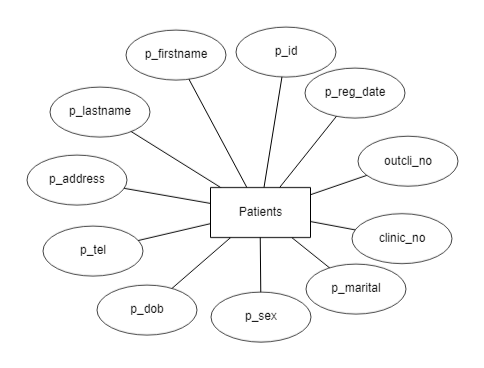 p_firstname
p_id
p_reg_date
p_lastname
outcli_no
p_address
Patients
clinic_no
p_tel
p_marital
p_dob
p_sex